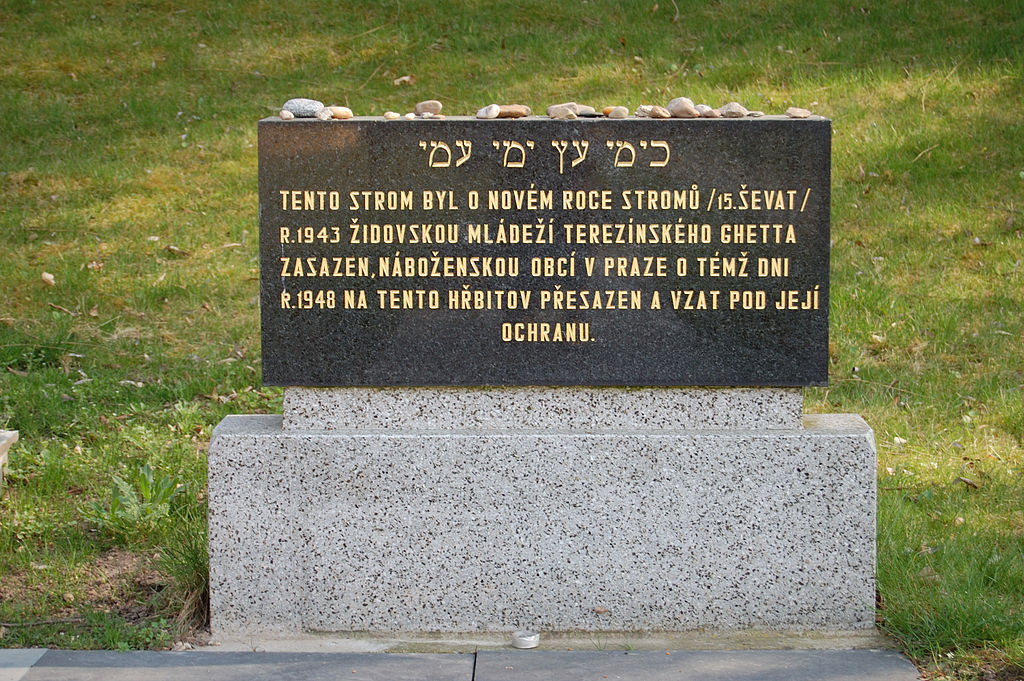 כימי עץ ימי עמי
TENTO STROM BYL O NOVÉM ROCE STROMŮ /15.ŠEVAT/
R.1943 ŽIDOVSKOU MLÁDEŽÍ TEREZÍNSKÉHO GHETTA
ZASAZEN,NÁBOŽENSKOU OBCÍ V PRAZE O TÉMŽ DNI
R.1948 NA TENTO HŘBITOV PŘESAZEN A VZAT POD JEJÍ
OCHRANU.